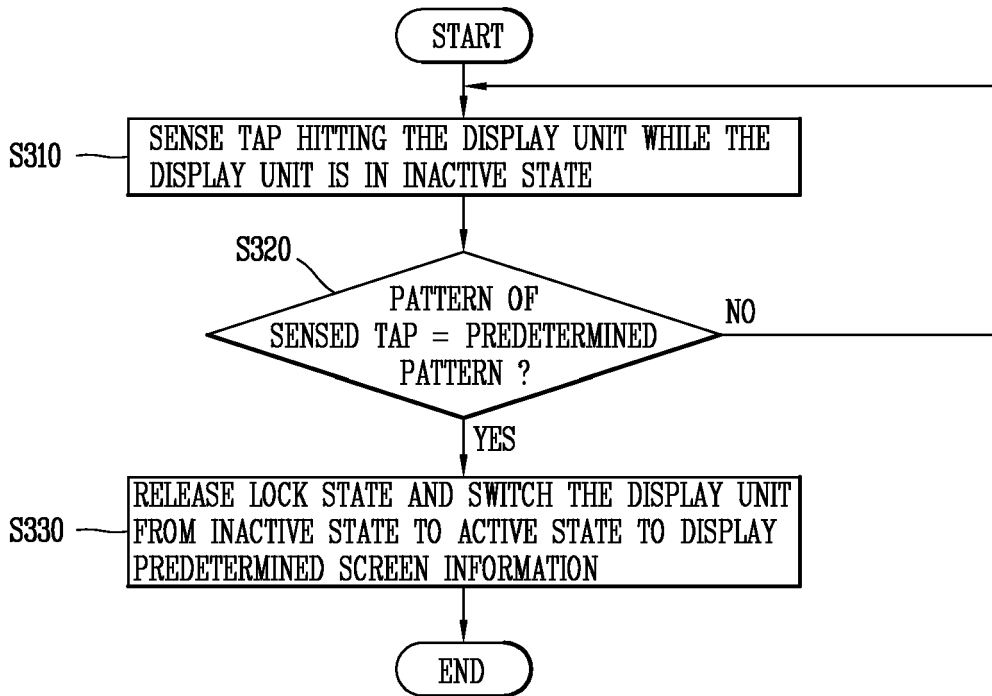 START
S310
SENSE TAP HITTING THE DISPLAY UNIT WHILE THE
DISPLAY UNIT IS IN INACTIVE STATE
S320
PATTERN OF
SENSED TAP = PREDETERMINED
PATTERN ?
NO
YES
S330
RELEASE LOCK STATE AND SWITCH THE DISPLAY UNIT
FROM INACTIVE STATE TO ACTIVE STATE TO DISPLAY
PREDETERMINED SCREEN INFORMATION
END